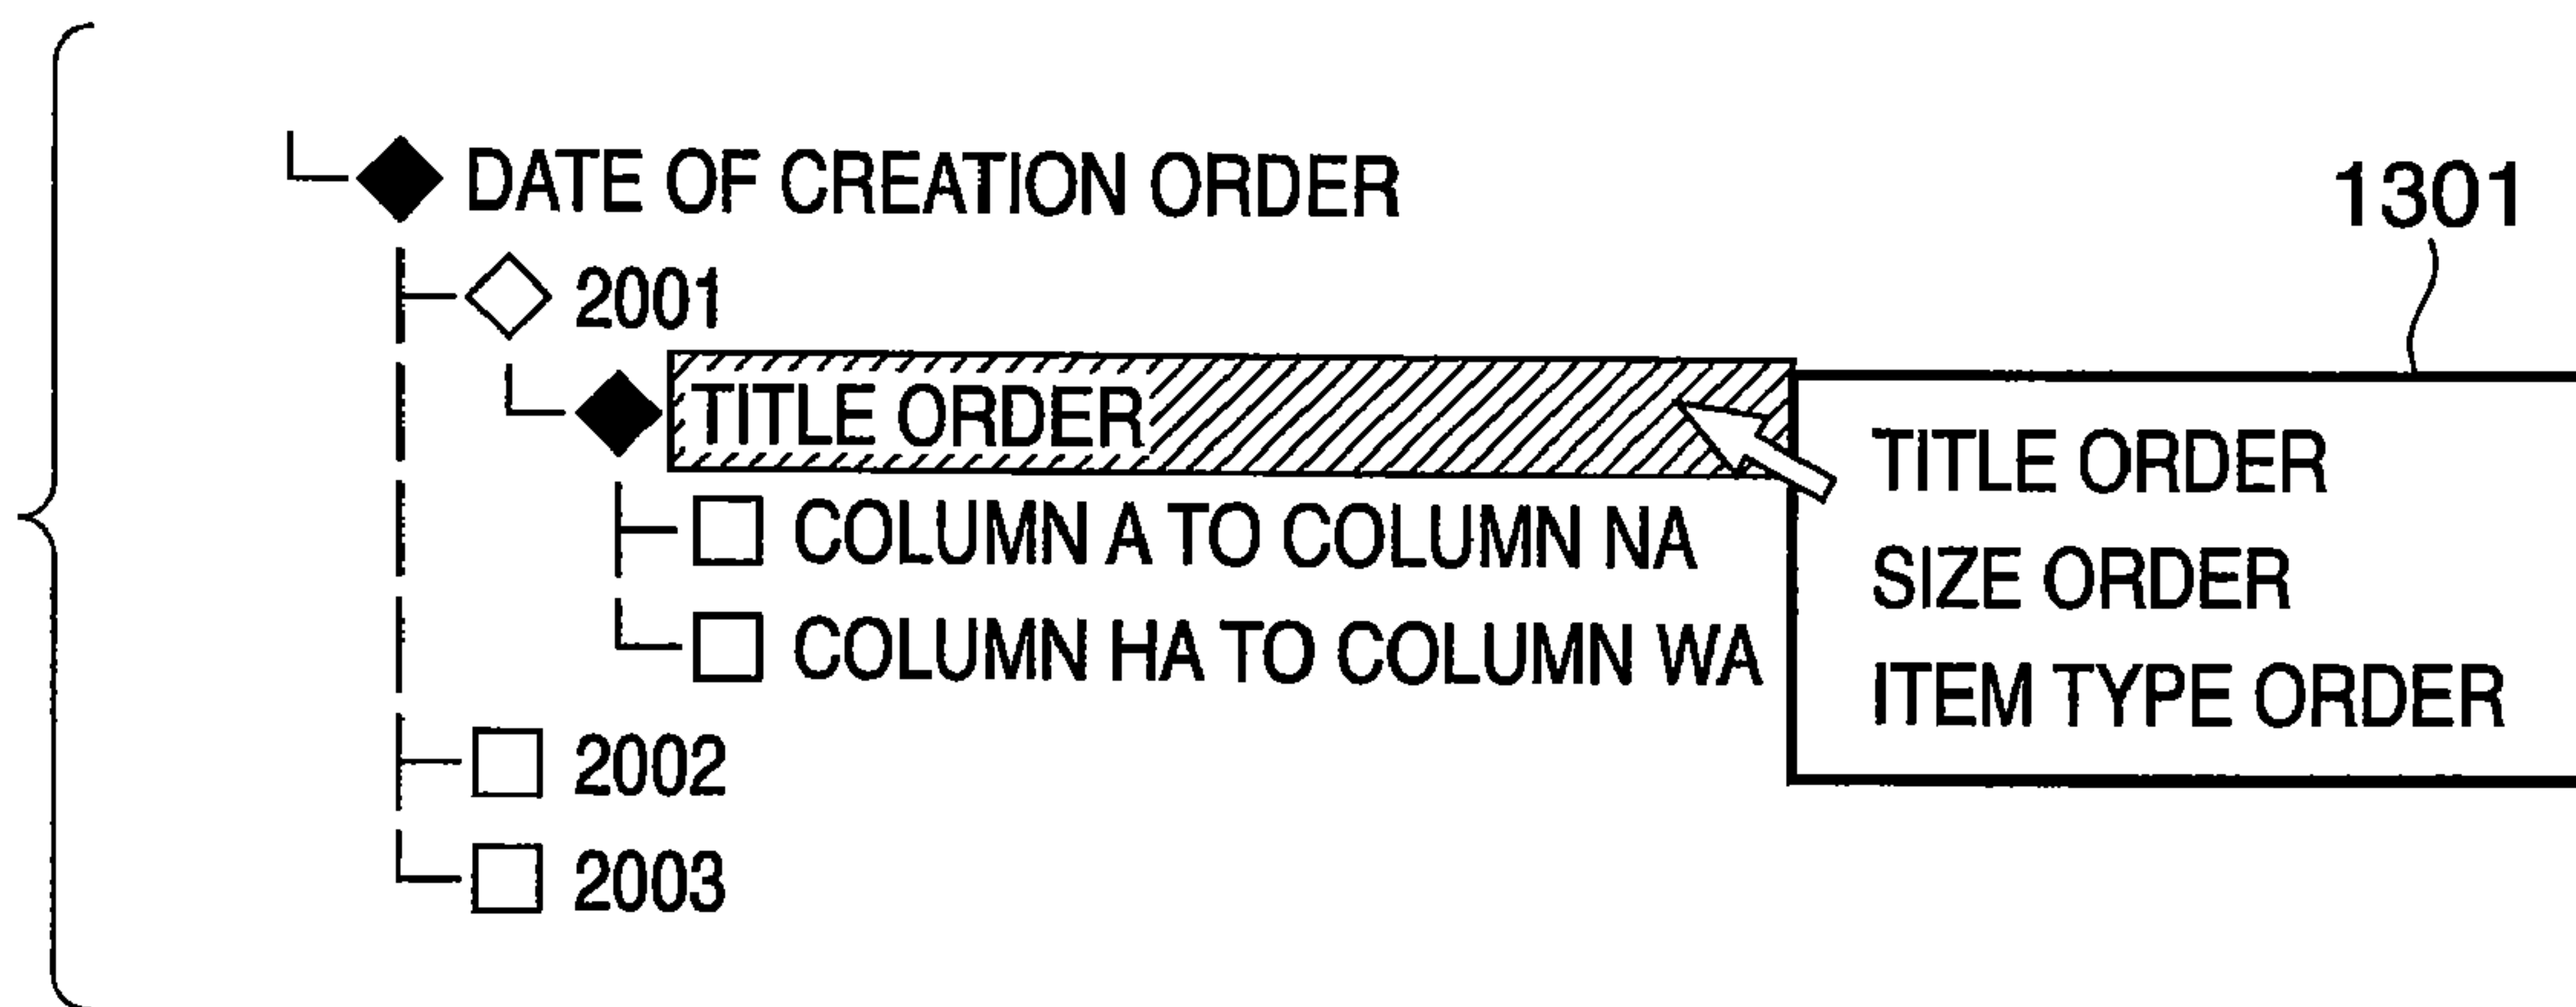 DATE OF CREATION ORDER
1301
2001
TITLE ORDER
COLUMN A TO COLUMN NA
COLUMN HA TO COLUMN WA
2002
2003
TITLE ORDER
SIZE ORDER
ITEM TYPE ORDER